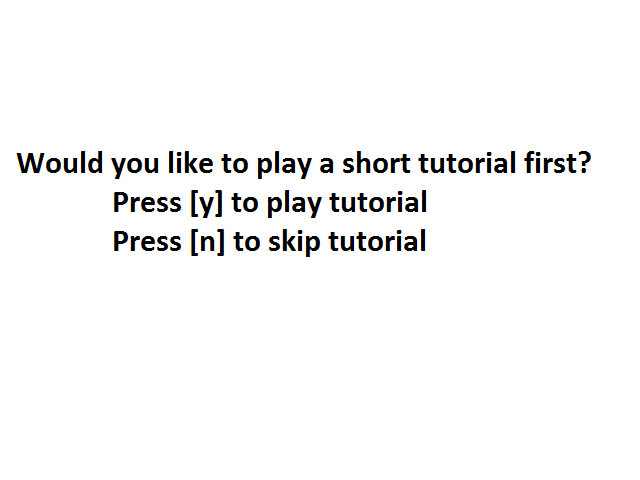 Would you like to play a short tutorial first?
Press [y] to play tutorial
Press [n] to skip tutorial